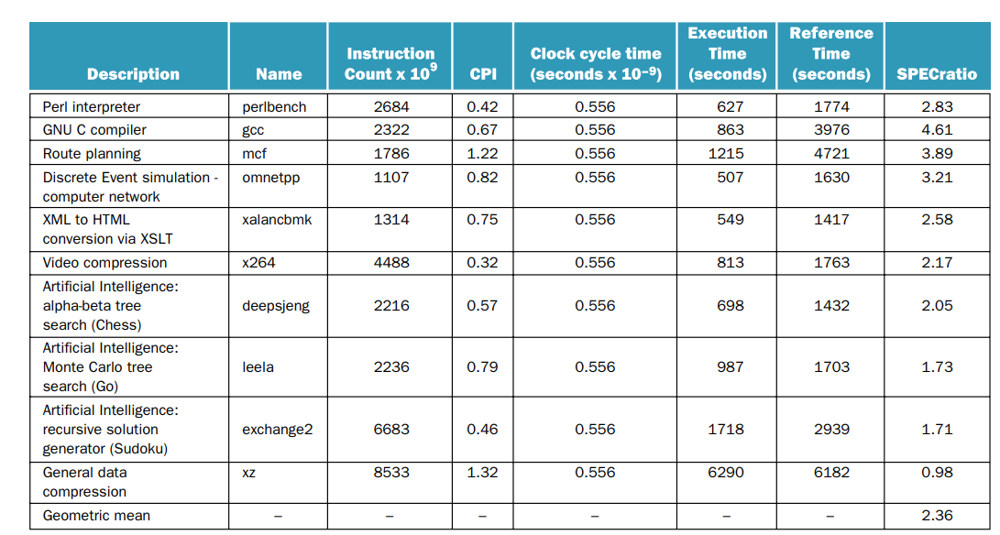 Description Name Instruction Count x 10⁹ CPI Clock cycle time (seconds x 10⁻⁹) Execution Time (seconds) Reference Time (seconds) SPECratio
Perl interpreter perlbench 2684 0.42 0.556 627 1774 2.83
GNU C compiler gcc 2322 0.67 0.556 863 3976 4.61
Route planning mcf 1786 1.22 0.556 1215 4721 3.89
Discrete Event simulation - omnetpp 1107 0.82 0.556 507 1630 3.21
computer network
XML to HTML xalancbmk 1314 0.75 0.556 549 1417 2.58
conversion via XSLT
Video compression x264 4488 0.32 0.556 813 1763 2.17
Artificial Intelligence:
alpha-beta tree deepsjeng 2216 0.57 0.556 698 1432 2.05
search (Chess)
Artificial Intelligence:
Monte Carlo tree leela 2236 0.79 0.556 987 1703 1.73
search (Go)
Artificial Intelligence:
recursive solution exchange2 6683 0.46 0.556 1718 2939 1.71
generator (Sudoku)
General data xz 8533 1.32 0.556 6290 6182 0.98
compression
Geometric mean – – – – – – 2.36